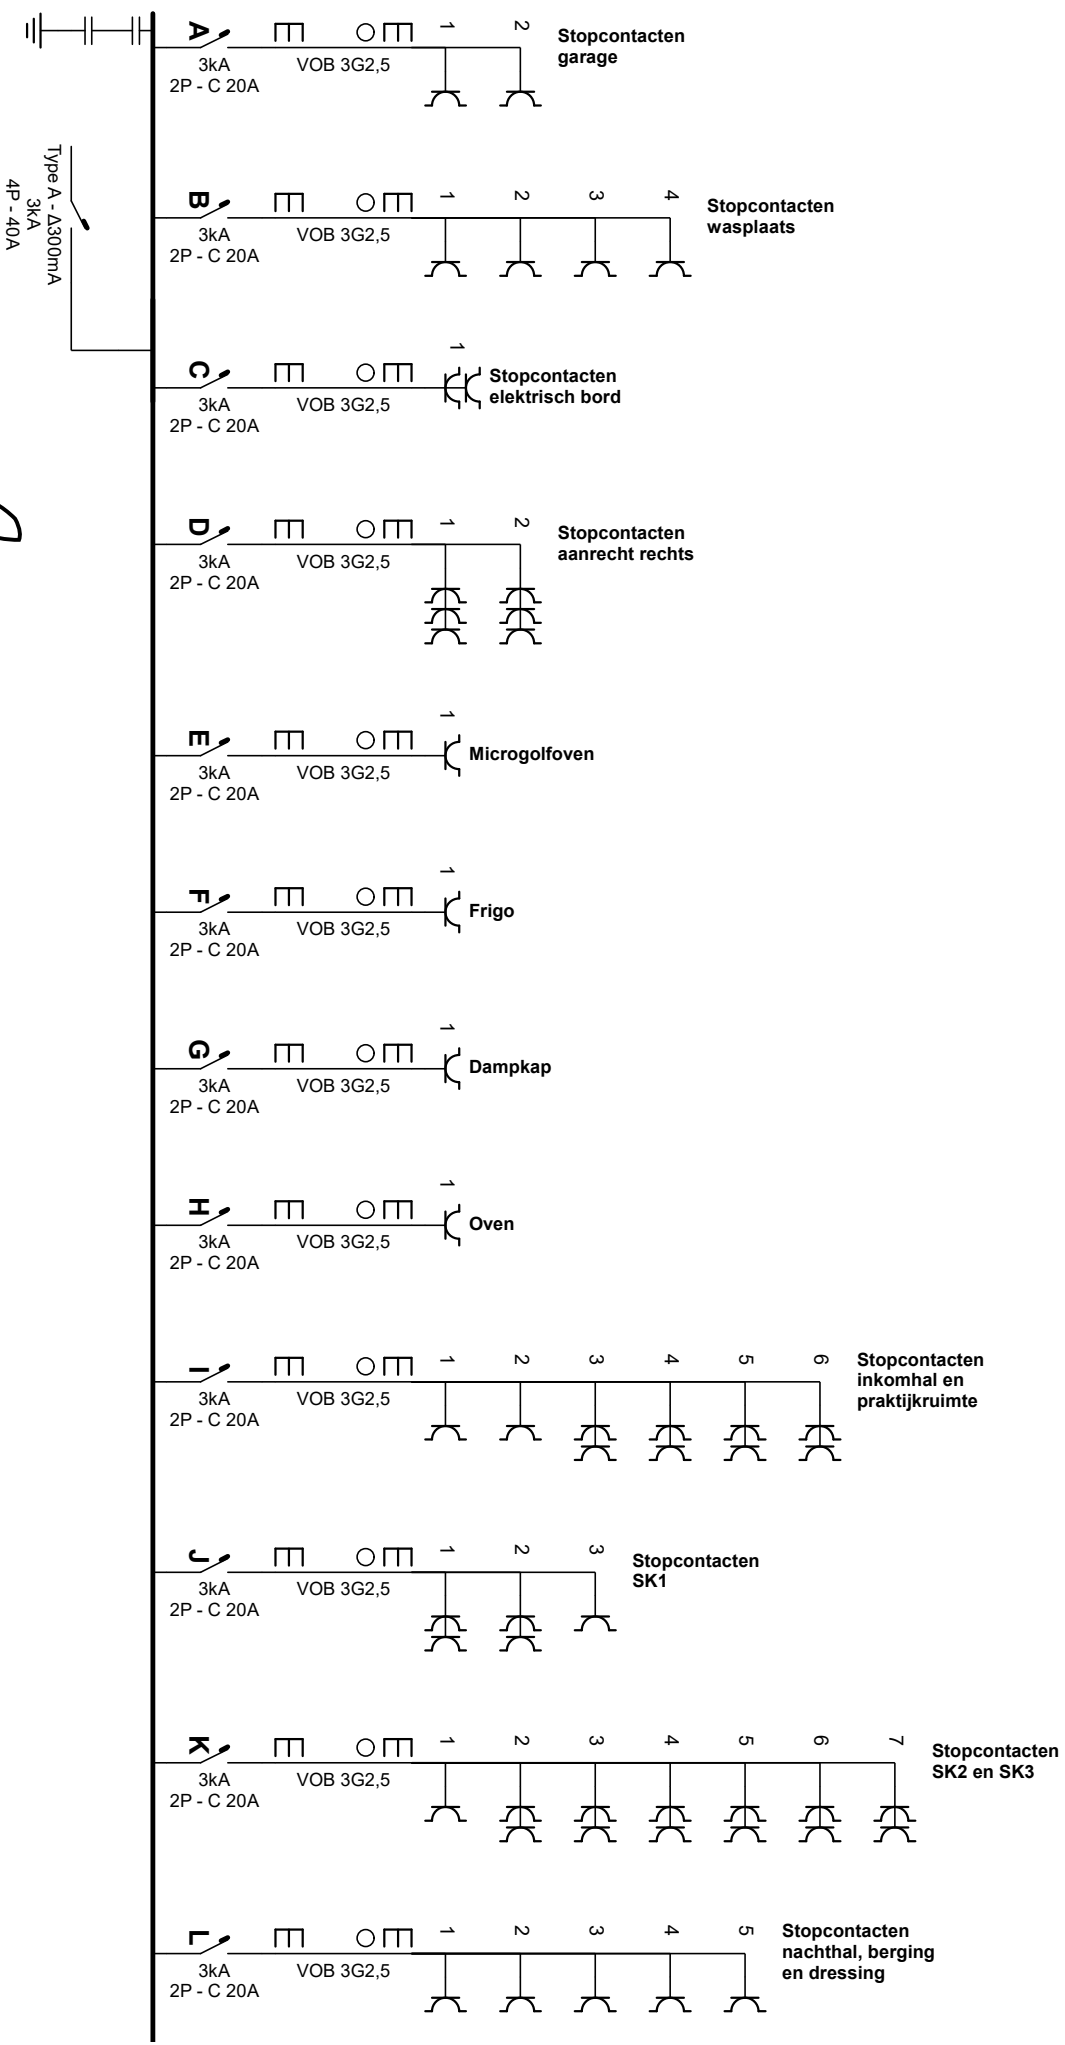 A
1
2
Stopcontacten
garage
3kA
2P - C 20A
VOB 3G2,5
Type A - Δ300mA
3kA
4P - 40A
B
1
2
3
4
Stopcontacten
wasplaats
3kA
2P - C 20A
VOB 3G2,5
C
1
Stopcontacten
elektrisch bord
3kA
2P - C 20A
VOB 3G2,5
D
1
2
Stopcontacten
aanrecht rechts
3kA
2P - C 20A
VOB 3G2,5
E
1
Microgolfoven
3kA
2P - C 20A
VOB 3G2,5
F
1
Frigo
3kA
2P - C 20A
VOB 3G2,5
G
1
Dampkap
3kA
2P - C 20A
VOB 3G2,5
H
1
Oven
3kA
2P - C 20A
VOB 3G2,5
I
1
2
3
4
5
6
Stopcontacten
inkomhal en
praktijkruimte
3kA
2P - C 20A
VOB 3G2,5
J
1
2
3
Stopcontacten
SK1
3kA
2P - C 20A
VOB 3G2,5
K
1
2
3
4
5
6
7
Stopcontacten
SK2 en SK3
3kA
2P - C 20A
VOB 3G2,5
L
1
2
3
4
5
Stopcontacten
nachthal, berging
en dressing
3kA
2P - C 20A
VOB 3G2,5